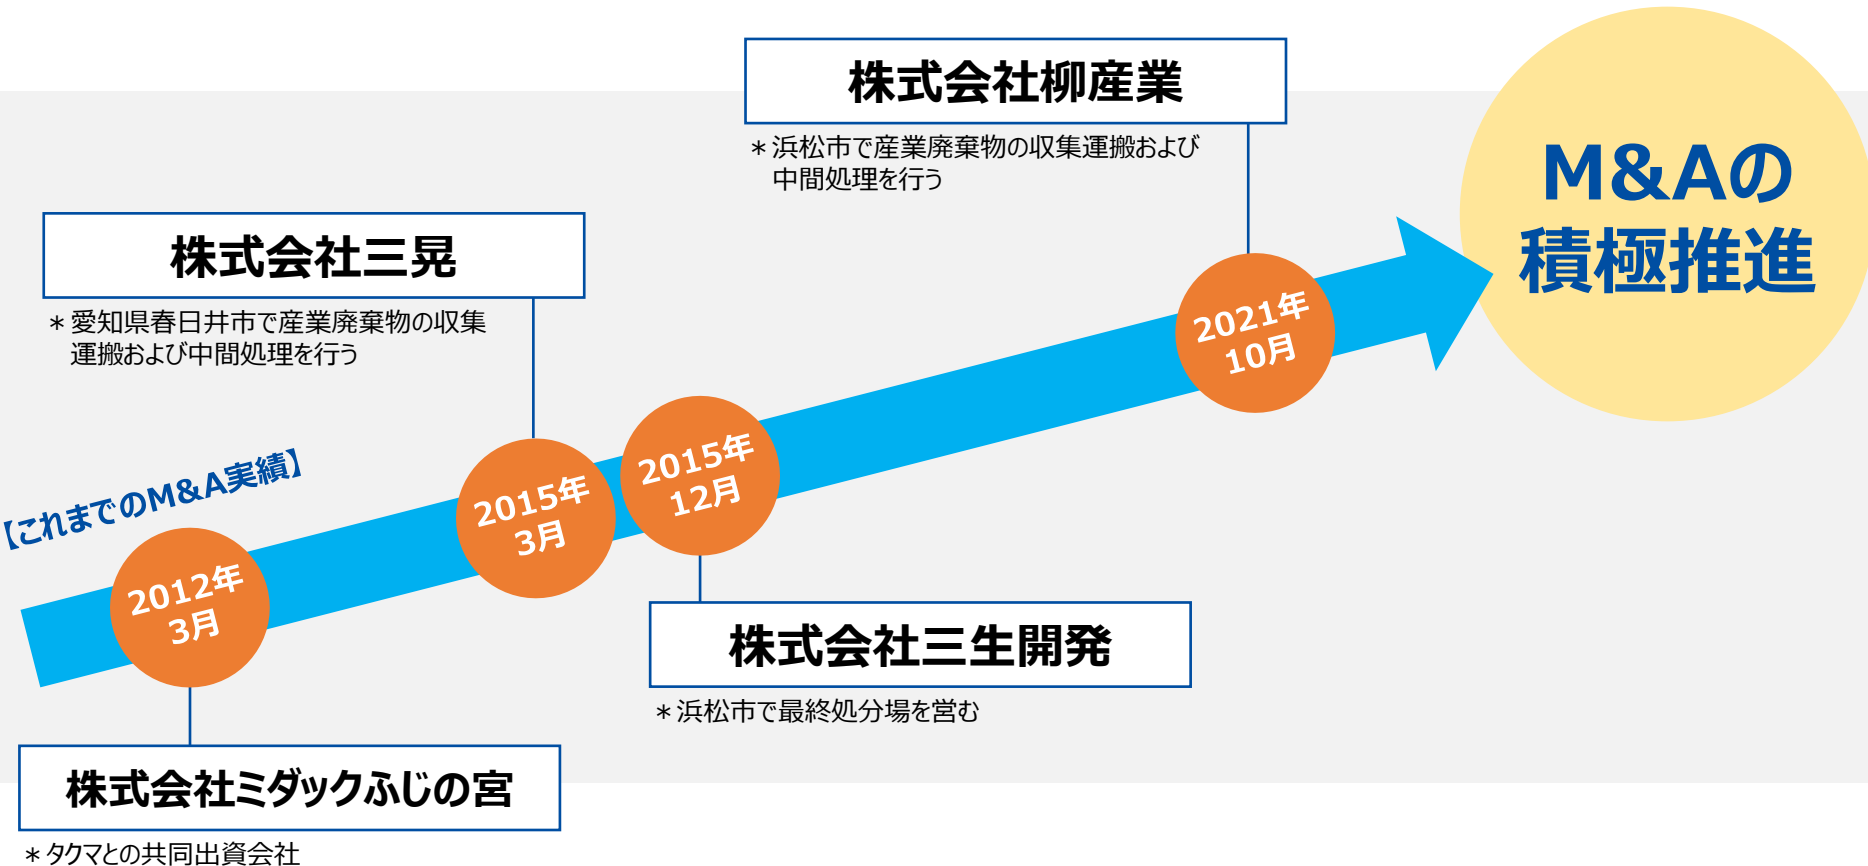 株式会社柳産業
＊浜松市で産業廃棄物の収集運搬および
中間処理を行う
M&Aの
積極推進
株式会社三晃
＊愛知県春日井市で産業廃棄物の収集
運搬および中間処理を行う
2021年
10月
2015年
12月
2015年
3月
【これまでのM&A実績】
2012年
3月
株式会社三生開発
＊浜松市で最終処分場を営む
株式会社ミダックふじの宮
＊タクマとの共同出資会社